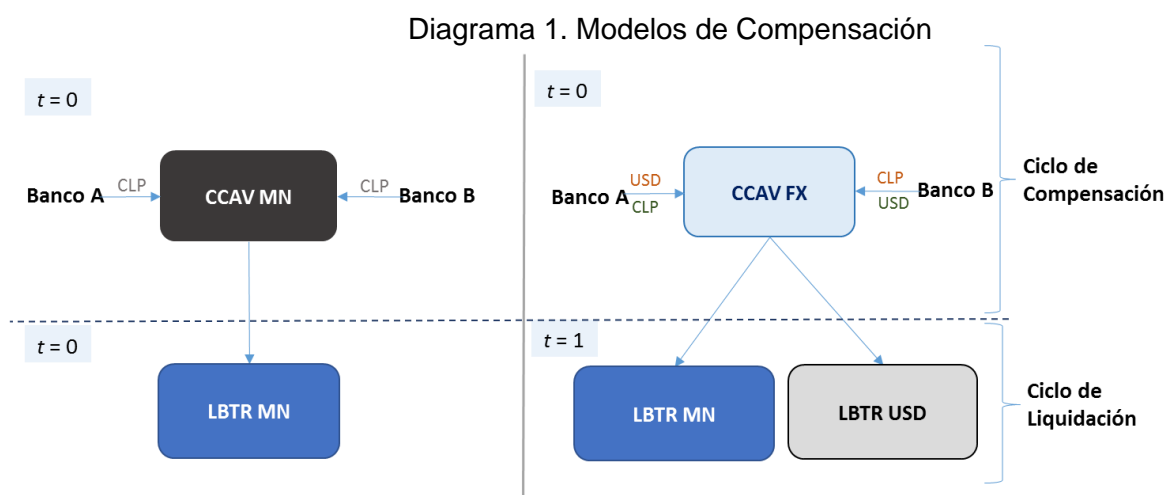 Diagrama 1. Modelos de Compensación
t = 0
Banco A
CLP
CCAV MN
CLP
Banco B
t = 0
LBTR MN
t = 0
Banco A
USD
CLP
CCAV FX
CLP
USD
Banco B
Ciclo de
Compensación
t = 1
LBTR MN
LBTR USD
Ciclo de
Liquidación